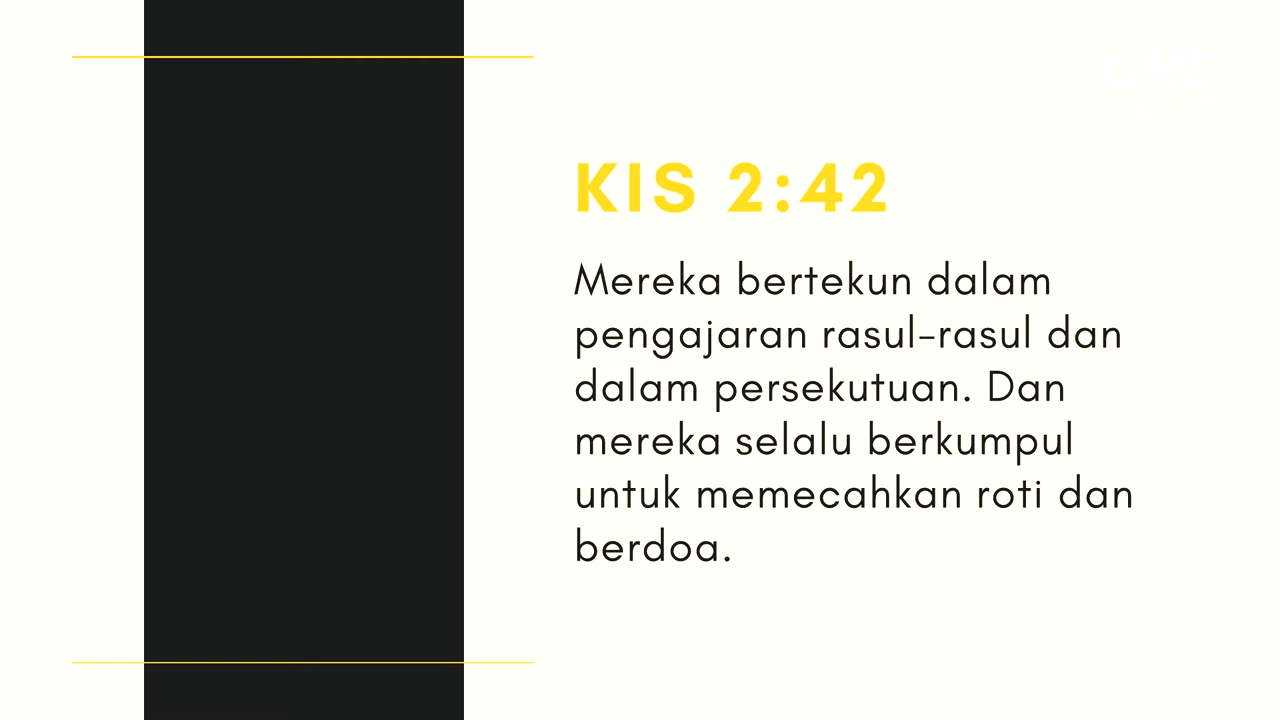 KIS 2:42
Mereka bertekun dalam
pengajaran rasul-rasul dan
dalam persekutuan. Dan
mereka selalu berkumpul
untuk memecahkan roti dan
berdoa.